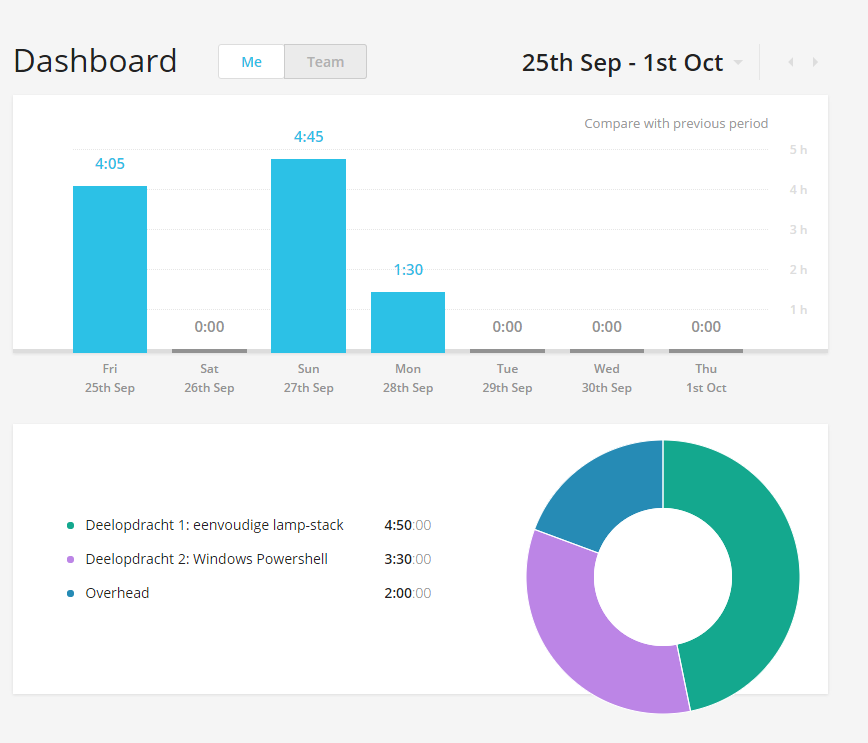 Dashboard
Me
Team
25th Sep - 1st Oct
Compare with previous period
5 h
4 h
3 h
2 h
1 h
4:05
0:00
4:45
1:30
0:00
0:00
0:00
Fri
25th Sep
Sat
26th Sep
Sun
27th Sep
Mon
28th Sep
Tue
29th Sep
Wed
30th Sep
Thu
1st Oct
Deelopdracht 1: eenvoudige lamp-stack 4:50:00
Deelopdracht 2: Windows Powershell 3:30:00
Overhead 2:00:00